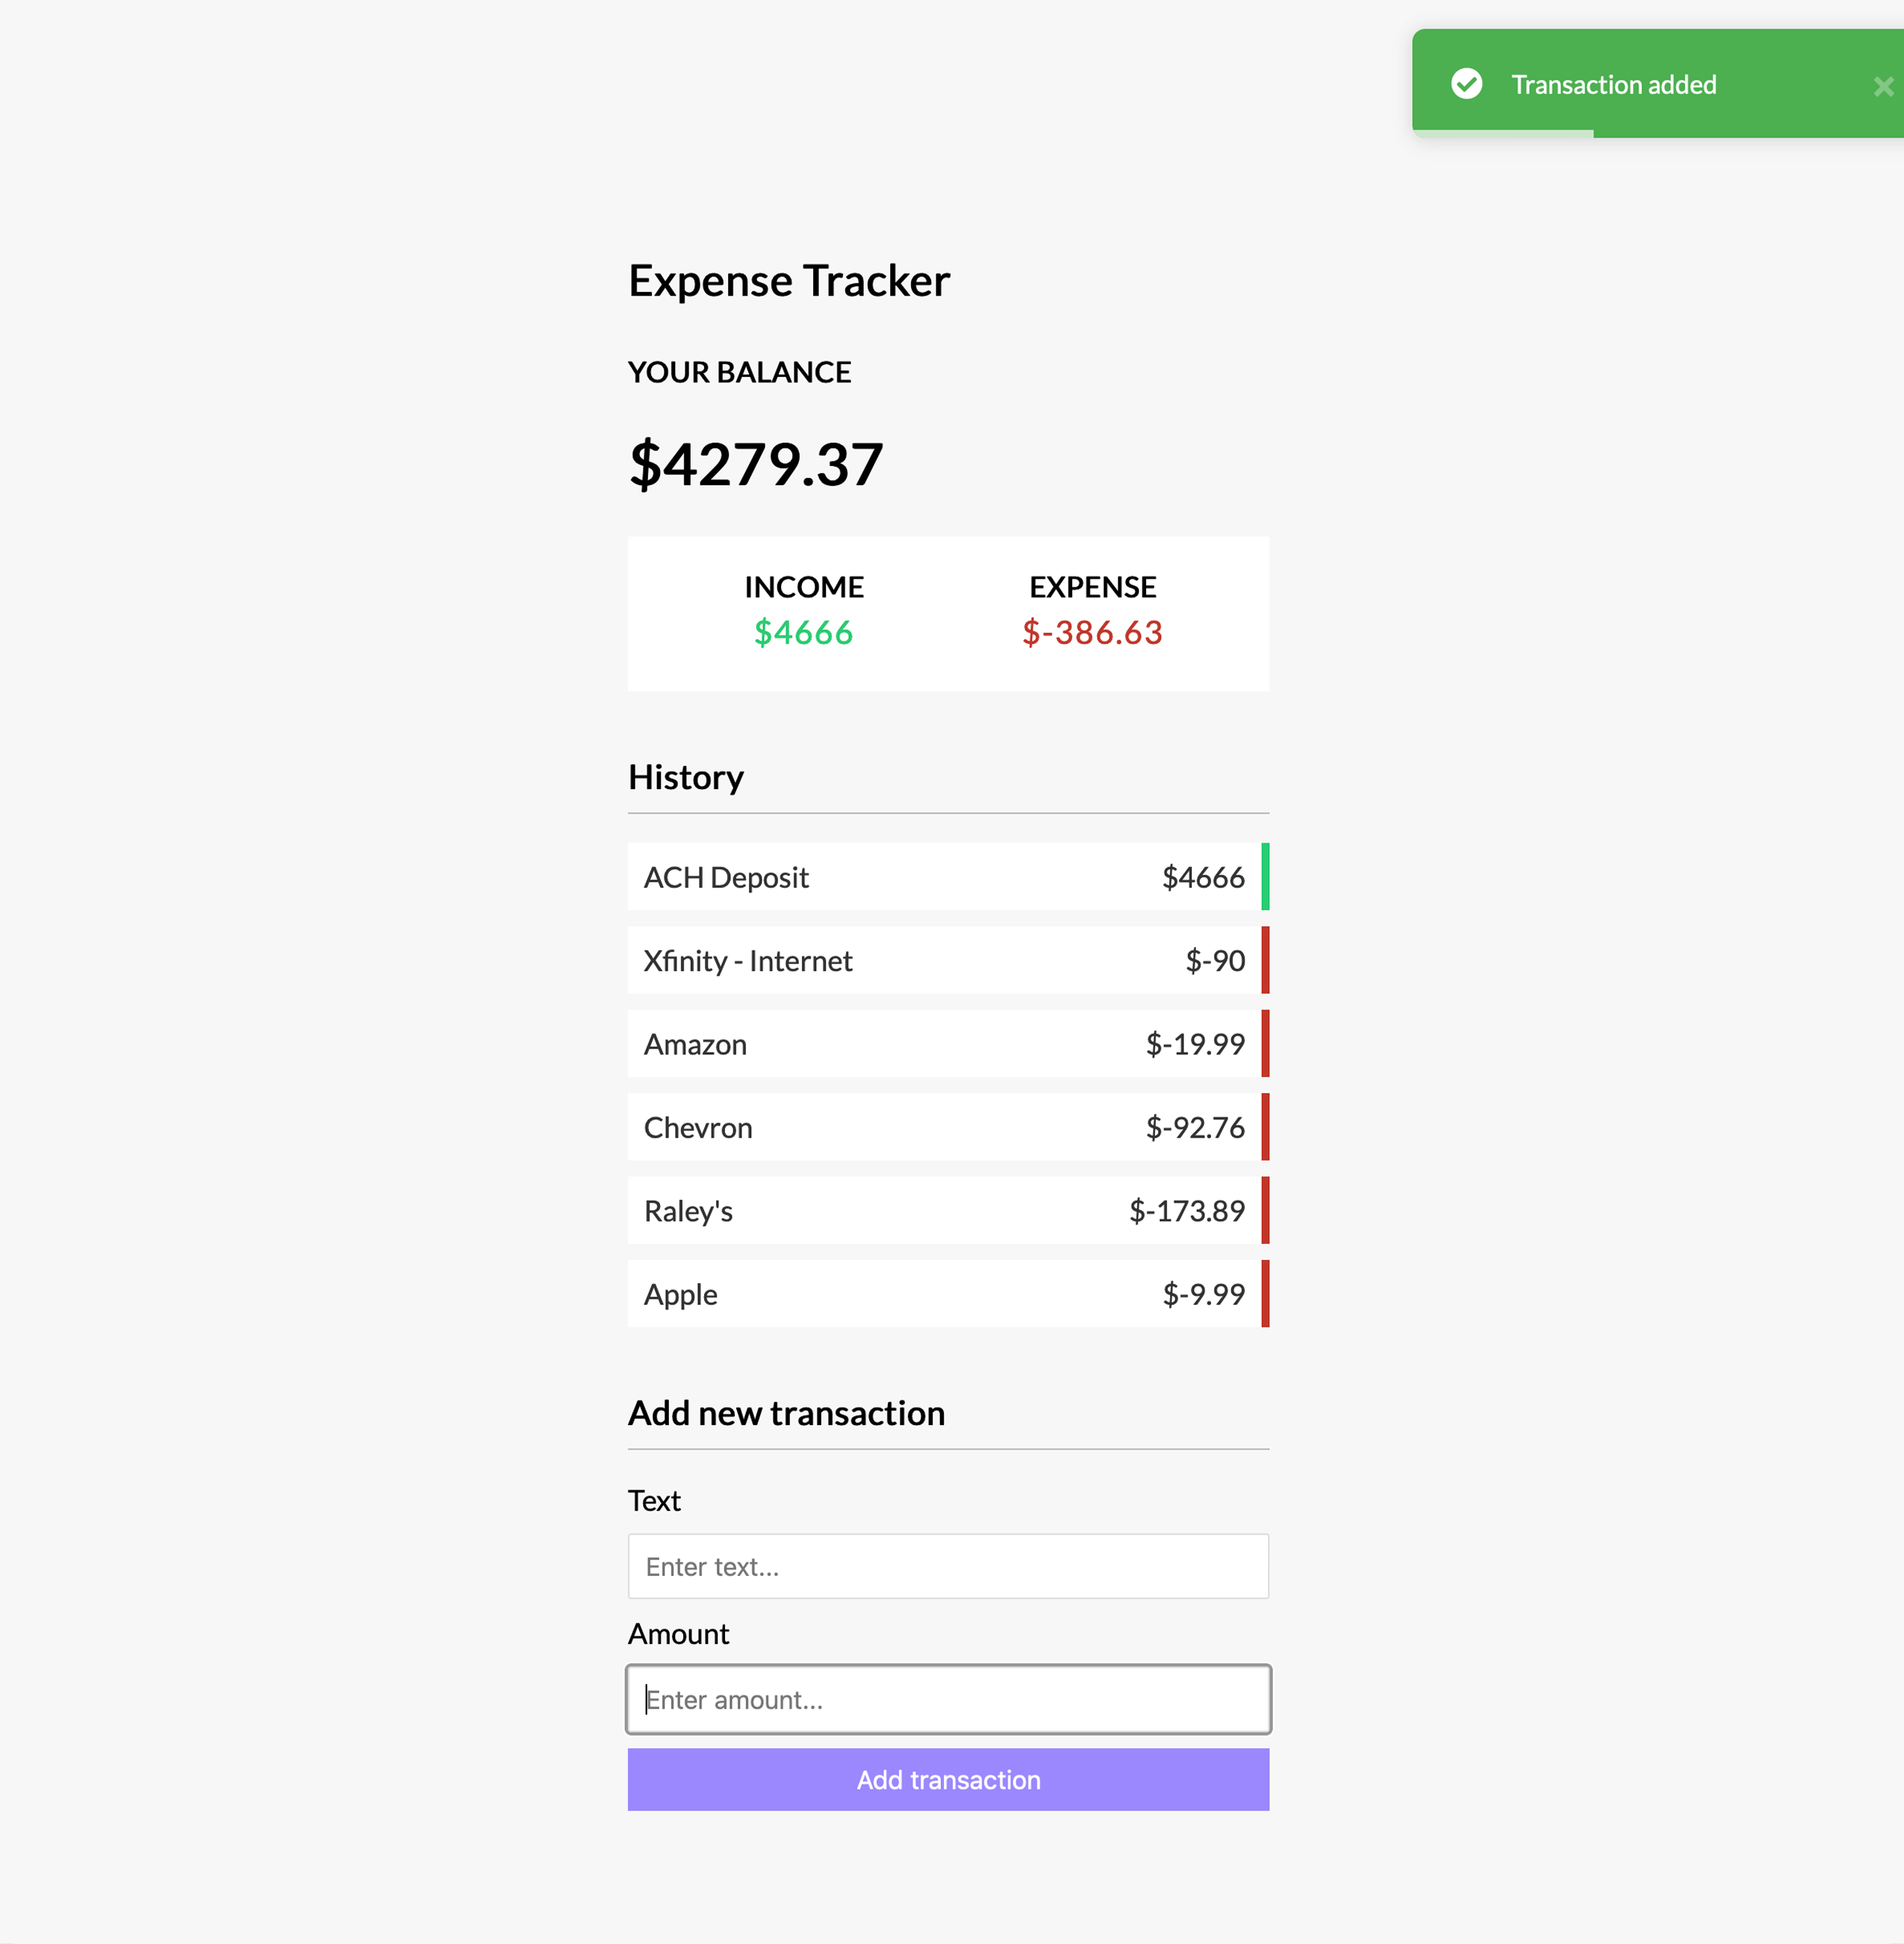 Transaction added
Expense Tracker
YOUR BALANCE
$4279.37
INCOME EXPENSE
$4666 $-386.63
History
ACH Deposit $4666
Xfinity - Internet $-90
Amazon $-19.99
Chevron $-92.76
Raley's $-173.89
Apple $-9.99
Add new transaction
Text
Enter text...
Amount
Enter amount...
Add transaction